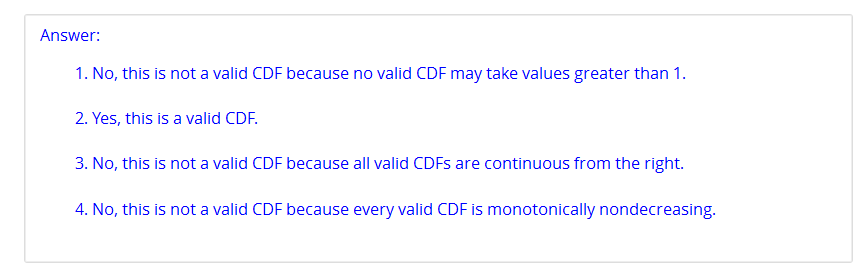 Answer:
1. No, this is not a valid CDF because no valid CDF may take values greater than 1.
2. Yes, this is a valid CDF.
3. No, this is not a valid CDF because all valid CDFs are continuous from the right.
4. No, this is not a valid CDF because every valid CDF is monotonically nondecreasing.